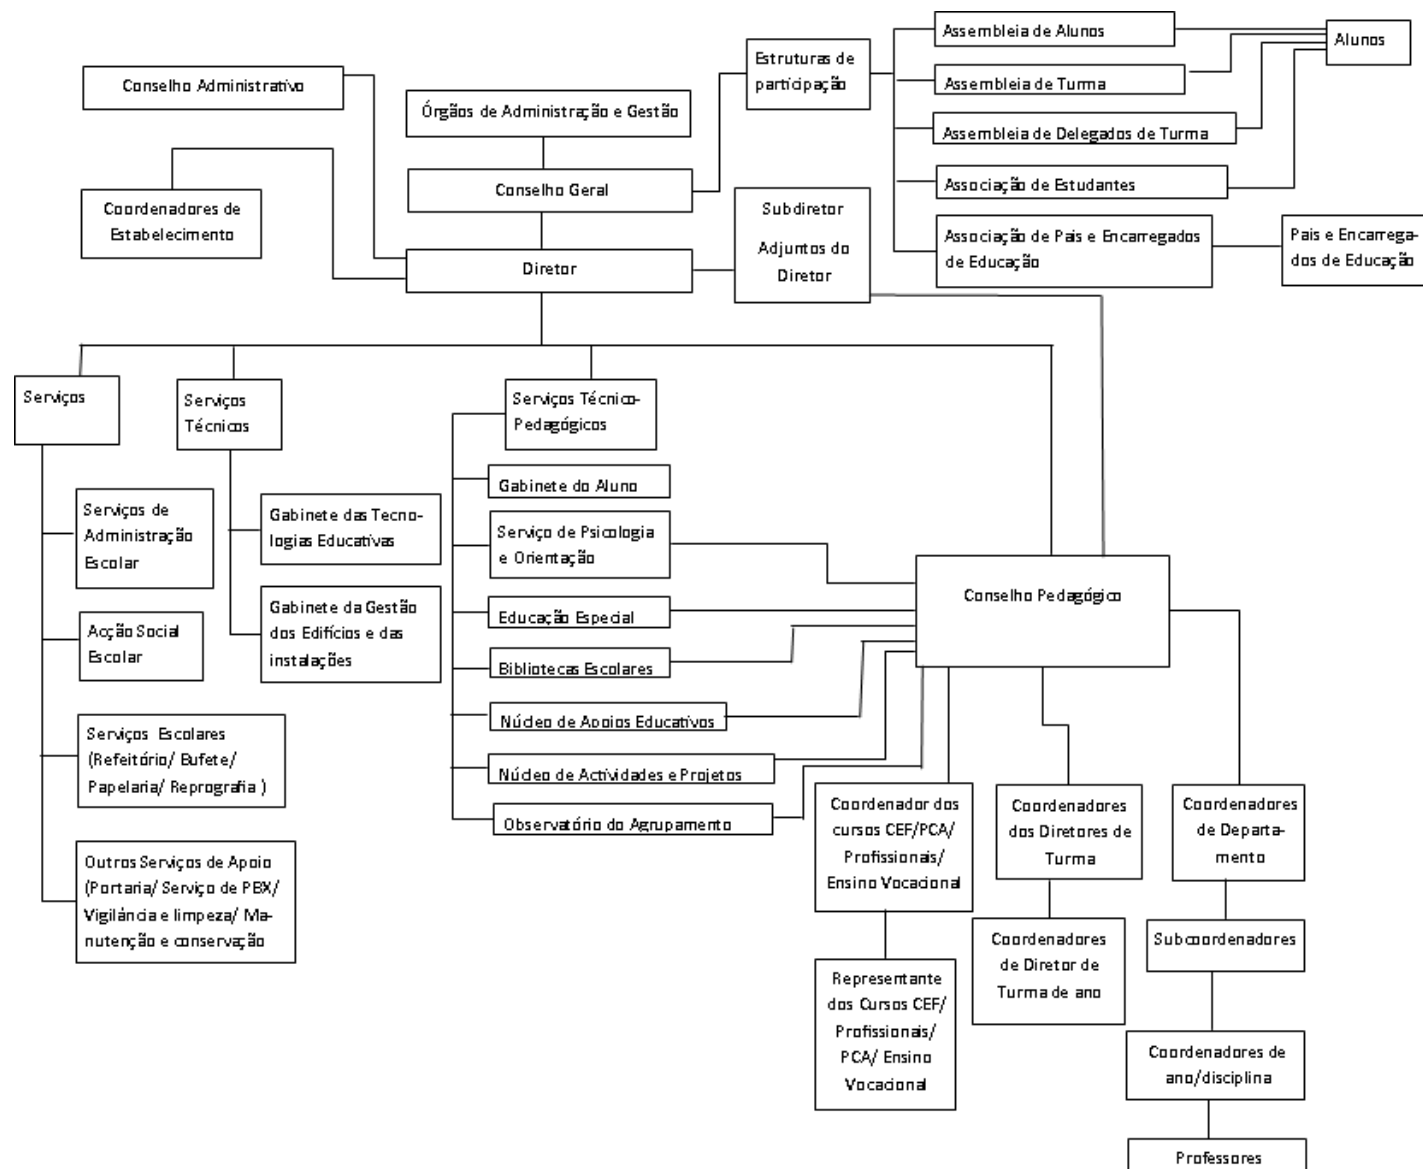 Conselho Administrativo
Órgãos de Administração e Gestão
Estruturas de
participação
Assembleia de Alunos
Assembleia de Turma
Assembleia de Delegados de Turma
Associação de Estudantes
Associação de Pais e Encarregados
de Educação
Alunos
Pais e Encarrega-
dos de Educação
Coordenadores de
Estabelecimento
Conselho Geral
Diretor
Subdiretor
Adjuntos do
Diretor
Serviços
Serviços
Técnicos
Serviços Técnico-
Pedagógicos
Serviços de
Administração
Escolar
Acção Social
Escolar
Serviços Escolares
(Refeitório/ Bufete/
Papelaria/ Reprografia )
Outros Serviços de Apoio
(Portaria/ Serviço de PBX/
Vigilância e limpeza/ Ma-
nutenção e conservação
Gabinete das Tecno-
logias Educativas
Gabinete da Gestão
dos Edifícios e das
instalações
Gabinete do Aluno
Serviço de Psicologia
e Orientação
Educação Especial
Bibliotecas Escolares
Núcleo de Apoios Educativos
Núcleo de Actividades e Projetos
Observatório do Agrupamento
Conselho Pedagógico
Coordenador dos
cursos CEF/PCA/
Profissionais/
Ensino Vocacional
Representante
dos Cursos CEF/
Profissionais/
PCA/ Ensino
Vocacional
Coordenadores
dos Diretores de
Turma
Coordenadores
de Diretor de
Turma de ano
Coordenadores
de Departa-
mento
Subcoordenadores
Coordenadores de
ano/disciplina
Professores